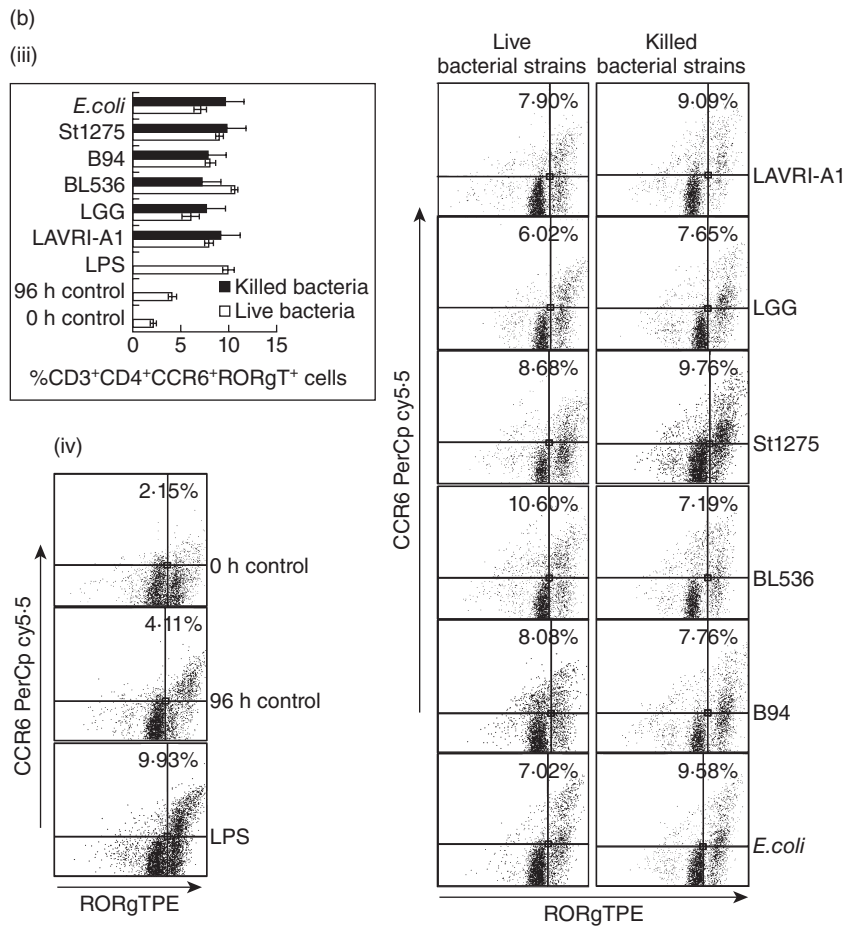 (b)
(iii)
E.coli
St1275
B94
BL536
LGG
LAVRI-A1
LPS
96 h control
0 h control
Killed bacteria
Live bacteria
0 5 10 15
%CD3+CD4+CCR6+RORgT+ cells
(iv)
2·15%
0 h control
4·11%
96 h control
9·93%
LPS
CCR6 PerCp cy5·5
RORgTPE
Live
bacterial strains
Killed
bacterial strains
7·90% 9·09%
LAVRI-A1
6·02% 7·65%
LGG
8·68% 9·76%
St1275
10·60% 7·19%
BL536
8·08% 7·76%
B94
7·02% 9·58%
E.coli
CCR6 PerCp cy5·5
RORgTPE